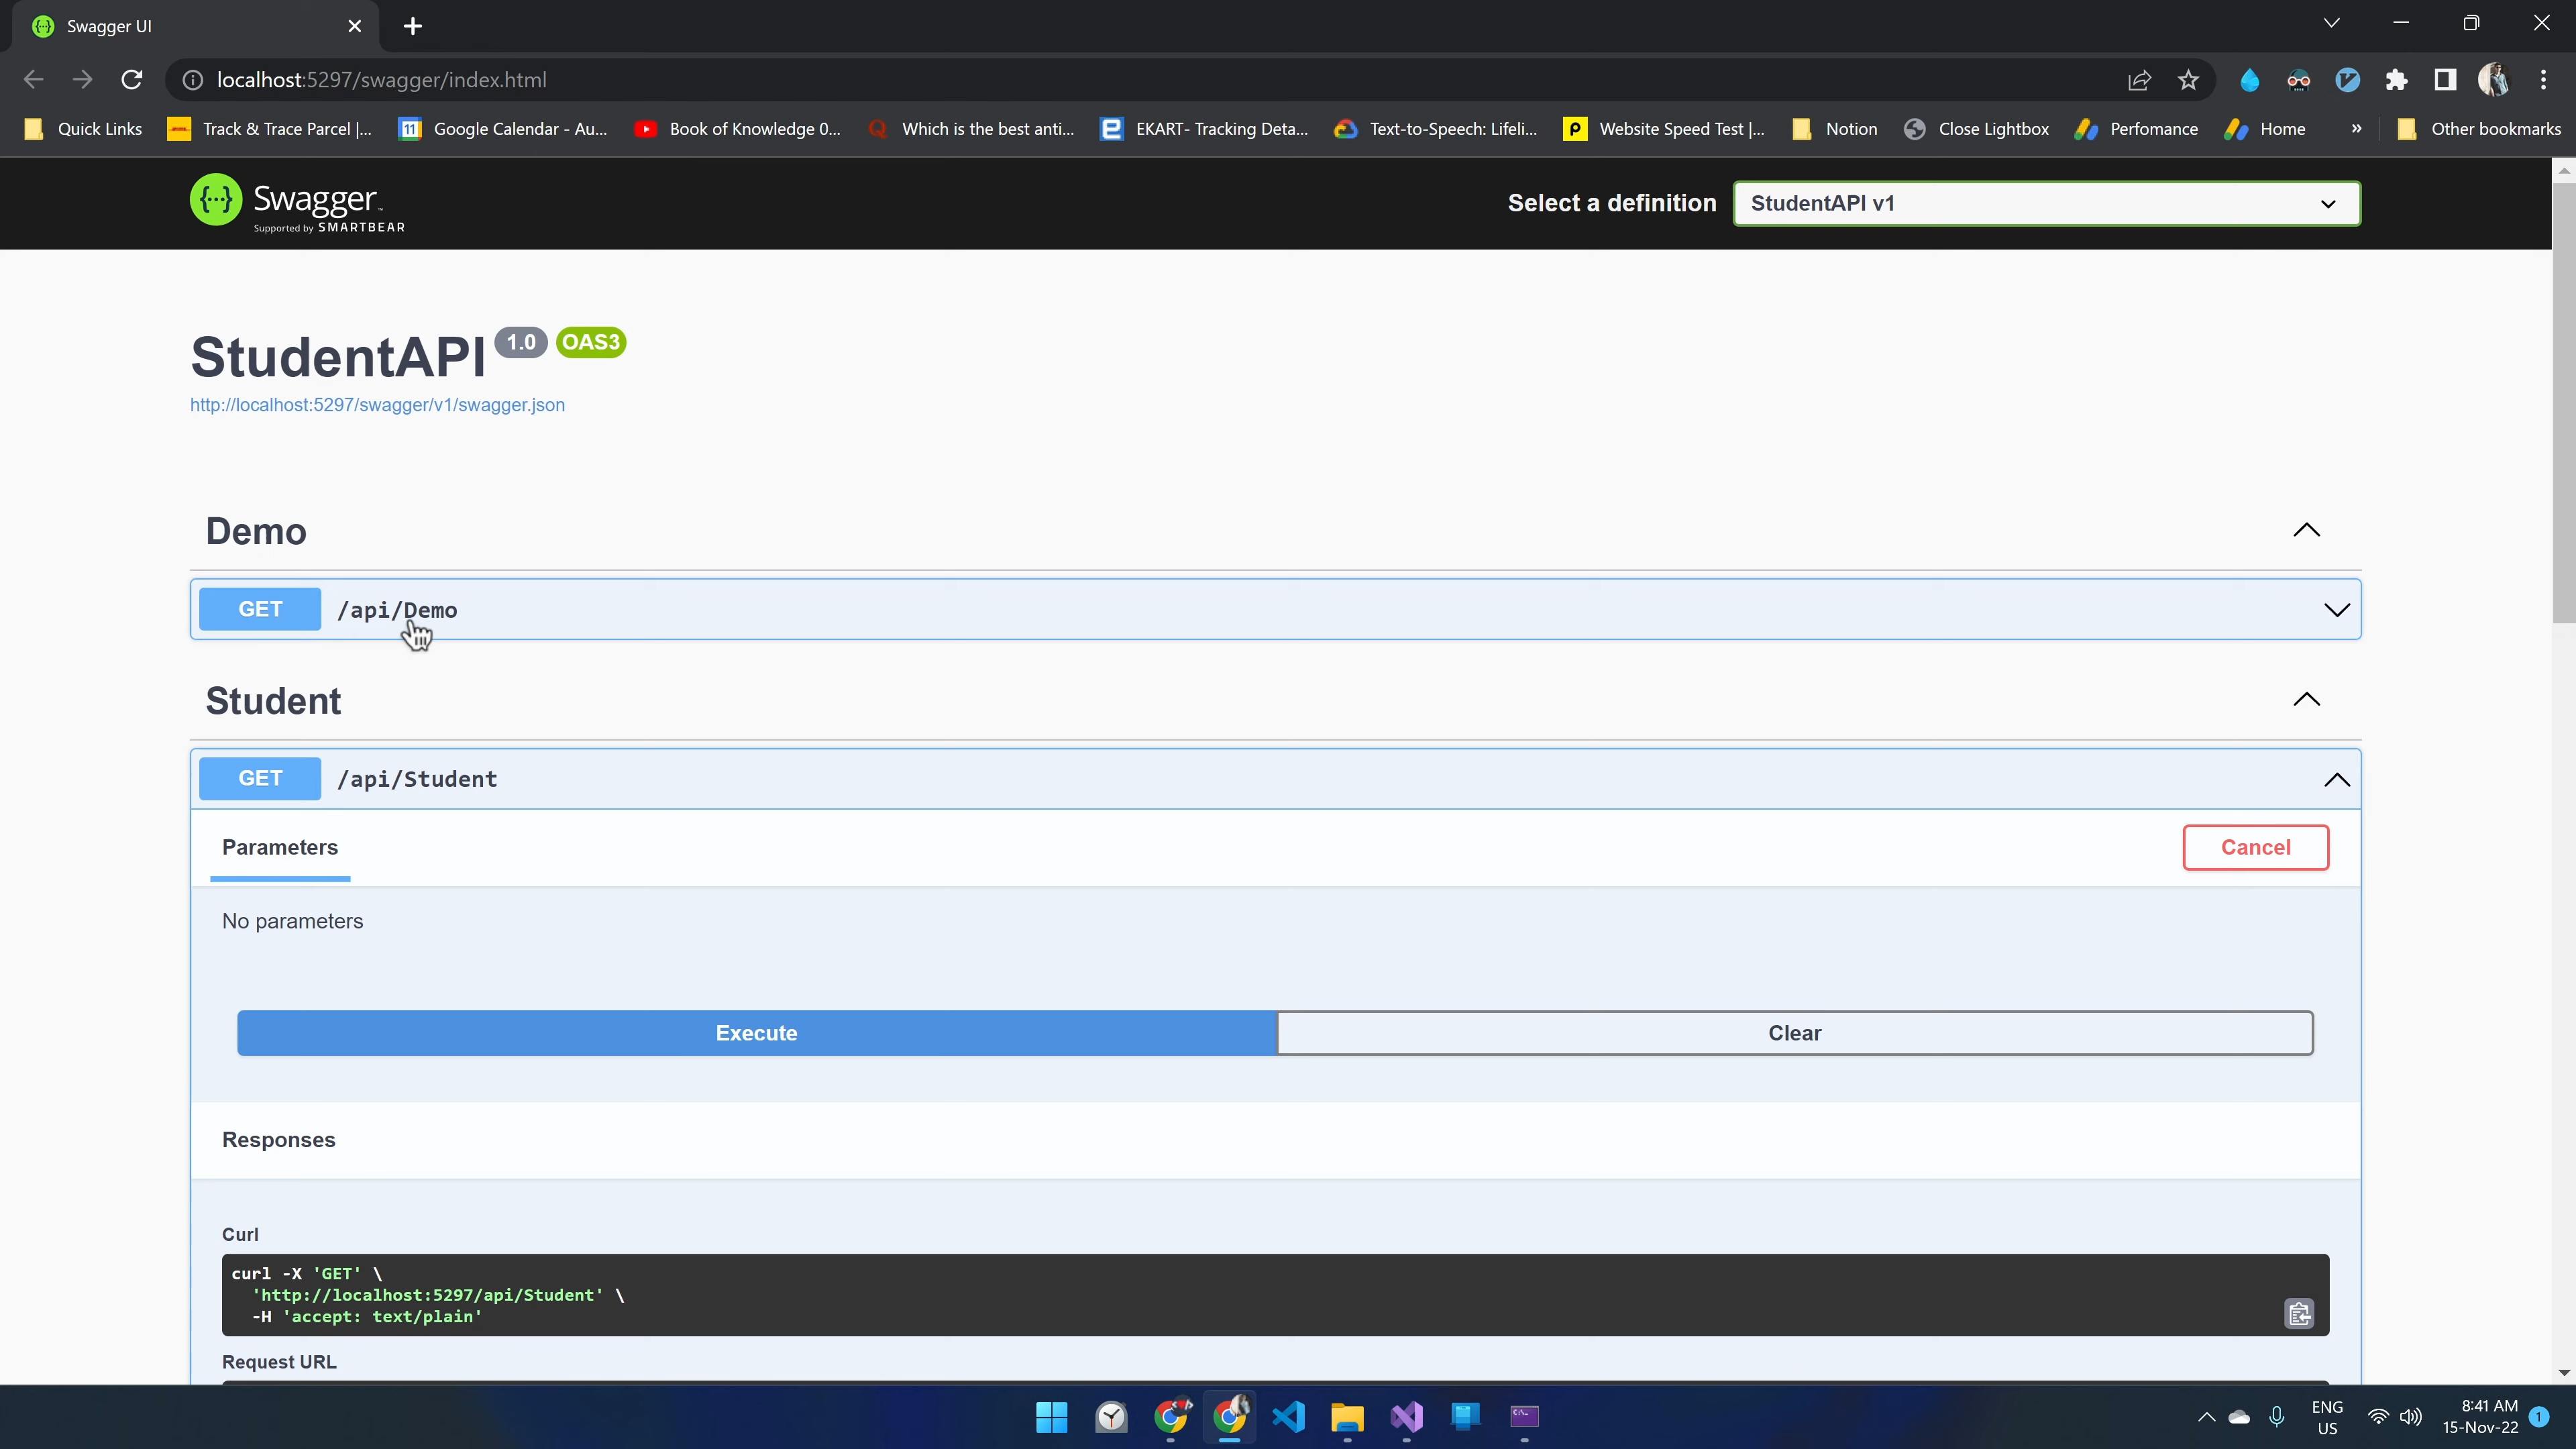 Swagger UI
localhost:5297/swagger/index.html
Quick Links
Track & Trace Parcel |...
Google Calendar - Au...
Book of Knowledge 0...
Which is the best anti...
EKART- Tracking Deta...
Text-to-Speech: Lifeli...
Website Speed Test |...
Notion
Close Lightbox
Perfomance
Home
»
Other bookmarks
Swagger
Supported by SMARTBEAR
Select a definition
StudentAPI v1
StudentAPI 1.0 OAS3
http://localhost:5297/swagger/v1/swagger.json
Demo
GET /api/Demo
Student
GET /api/Student
Parameters
Cancel
No parameters
Execute
Clear
Responses
Curl
curl -X 'GET' \
'http://localhost:5297/api/Student' \
-H 'accept: text/plain'
Request URL
ENG
US
8:41 AM
15-Nov-22
1